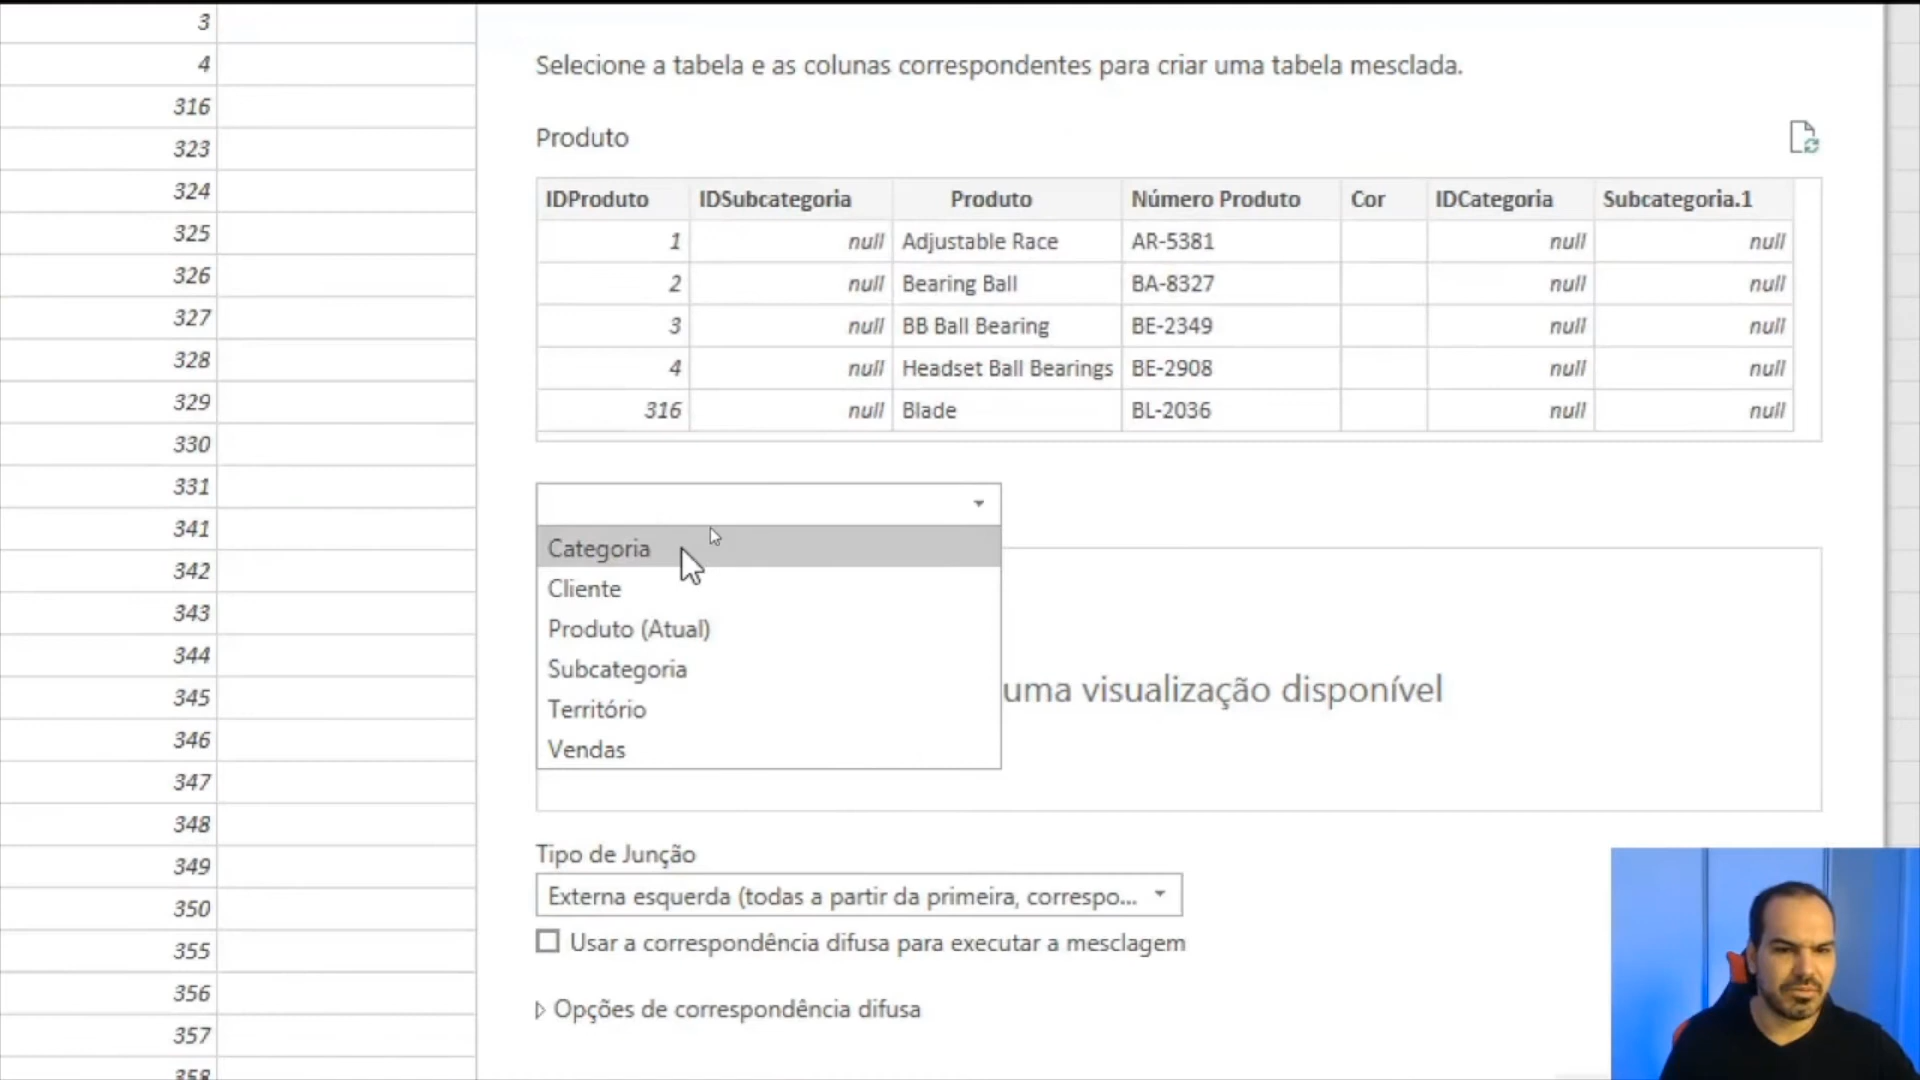 3
4
316
323
324
325
326
327
328
329
330
331
341
342
343
344
345
346
347
348
349
350
355
356
357
358
Selecione a tabela e as colunas correspondentes para criar uma tabela mesclada.
Produto
IDProduto IDSubcategoria Produto Número Produto Cor IDCategoria Subcategoria.1
1 null Adjustable Race AR-5381 null null
2 null Bearing Ball BA-8327 null null
3 null BB Ball Bearing BE-2349 null null
4 null Headset Ball Bearings BE-2908 null null
316 null Blade BL-2036 null null
Categoria
Cliente
Produto (Atual)
Subcategoria
Território
Vendas
uma visualização disponível
Tipo de Junção
Externa esquerda (todas a partir da primeira, correspo...
Usar a correspondência difusa para executar a mesclagem
Opções de correspondência difusa